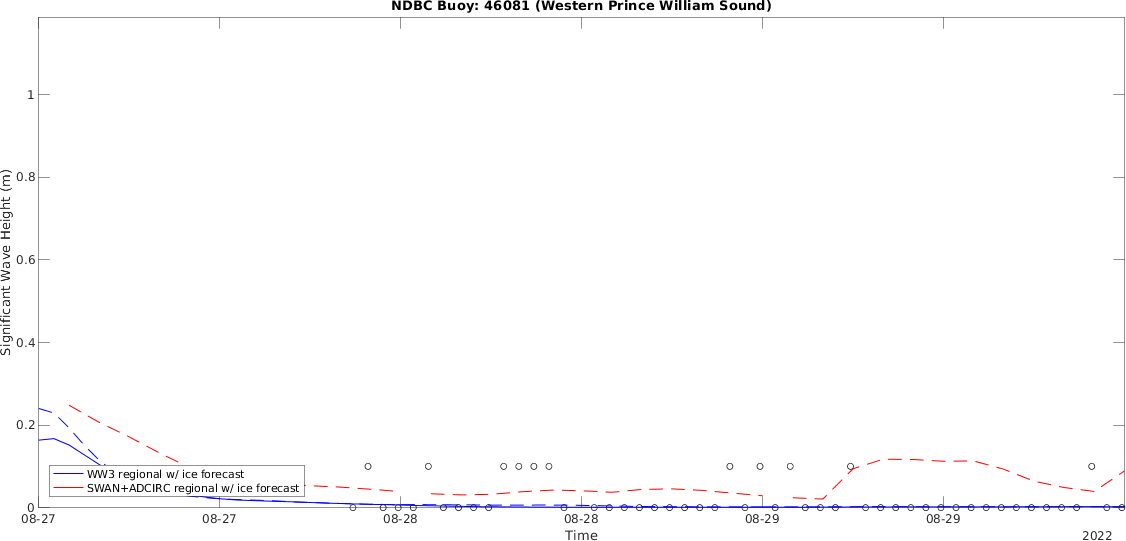 NDBC Buoy: 46081 (Western Prince William Sound)
Significant Wave Height (m)
1
0.8
0.6
0.4
0.2
0
WW3 regional w/ ice forecast
SWAN+ADCIRC regional w/ ice forecast
08-27 08-27 08-28 08-28 08-29 08-29
Time
2022